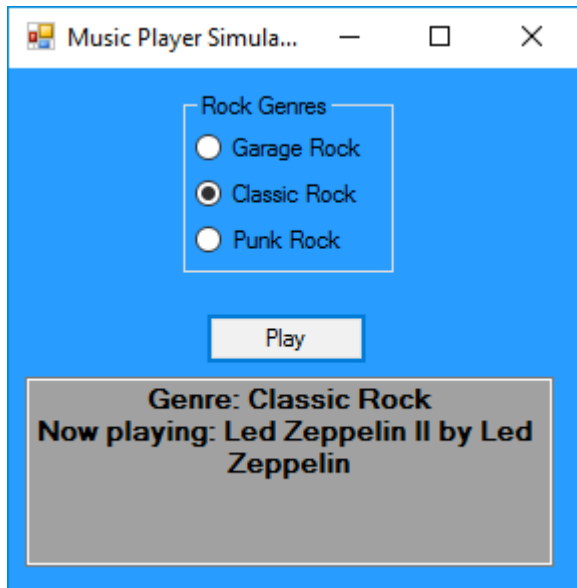 Music Player Simula...
Rock Genres
Garage Rock
Classic Rock
Punk Rock
Play
Genre: Classic Rock
Now playing: Led Zeppelin II by Led
Zeppelin